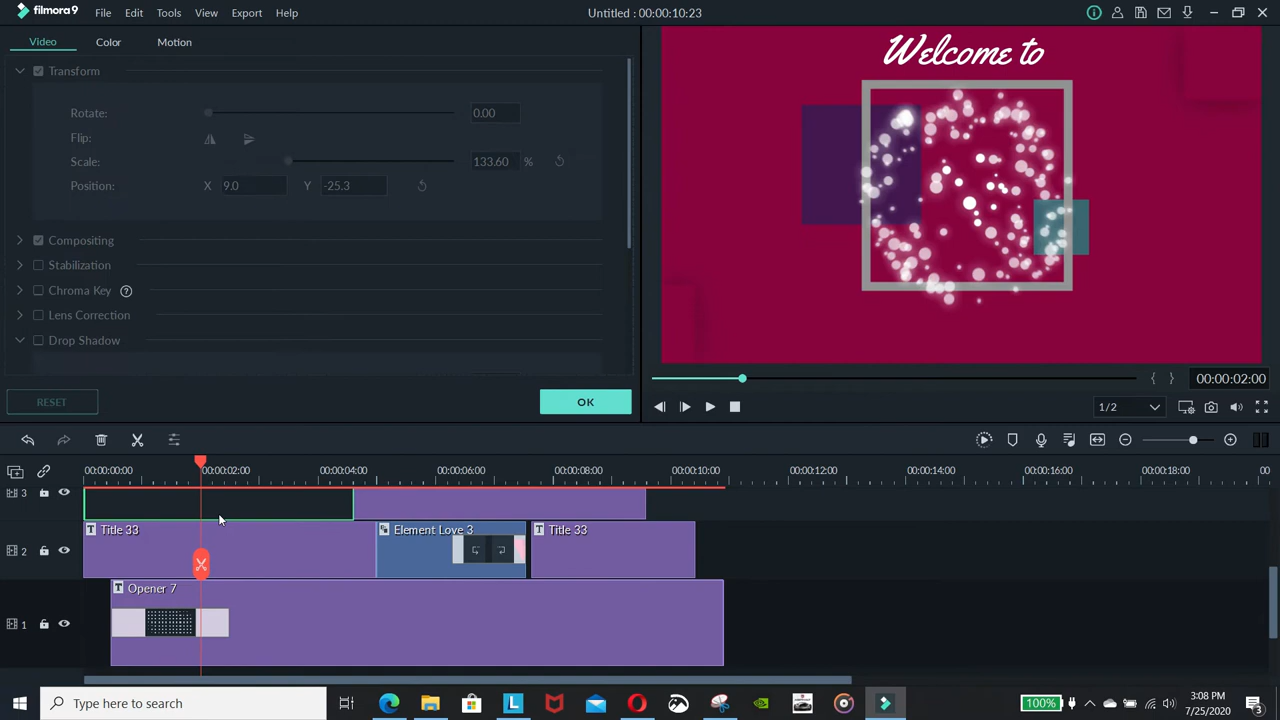 filmora 9 File Edit Tools View Export Help Untitled : 00:00:10:23
Video Color Motion
Welcome to
Transform
Rotate: 0.00
Flip:
Scale: 133.60 %
Position: X 9.0 Y -25.3
Compositing
Stabilization
Chroma Key ?
Lens Correction
Drop Shadow
00:00:02:00
RESET OK
1/2
00:00:00:00 00:00:02:00 00:00:04:00 00:00:06:00 00:00:08:00 00:00:10:00 00:00:12:00 00:00:14:00 00:00:16:00 00:00:18:00 00
3
T Title 33 Element Love 3 T Title 33
2
T Opener 7
1
Type here to search
100%
3:08 PM
7/25/2020
3